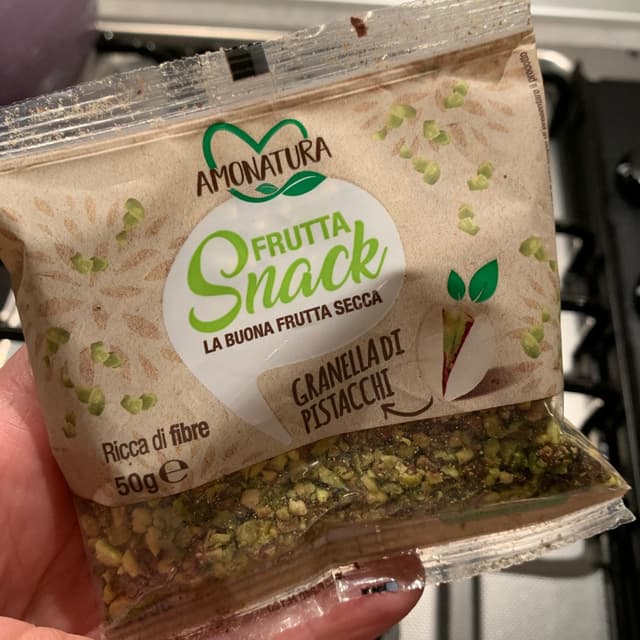 AMONATURA
FRUTTA
Snack
LA BUONA FRUTTA SECCA
GRANELLA DI
PISTACCHI
Ricca di fibre
50g e